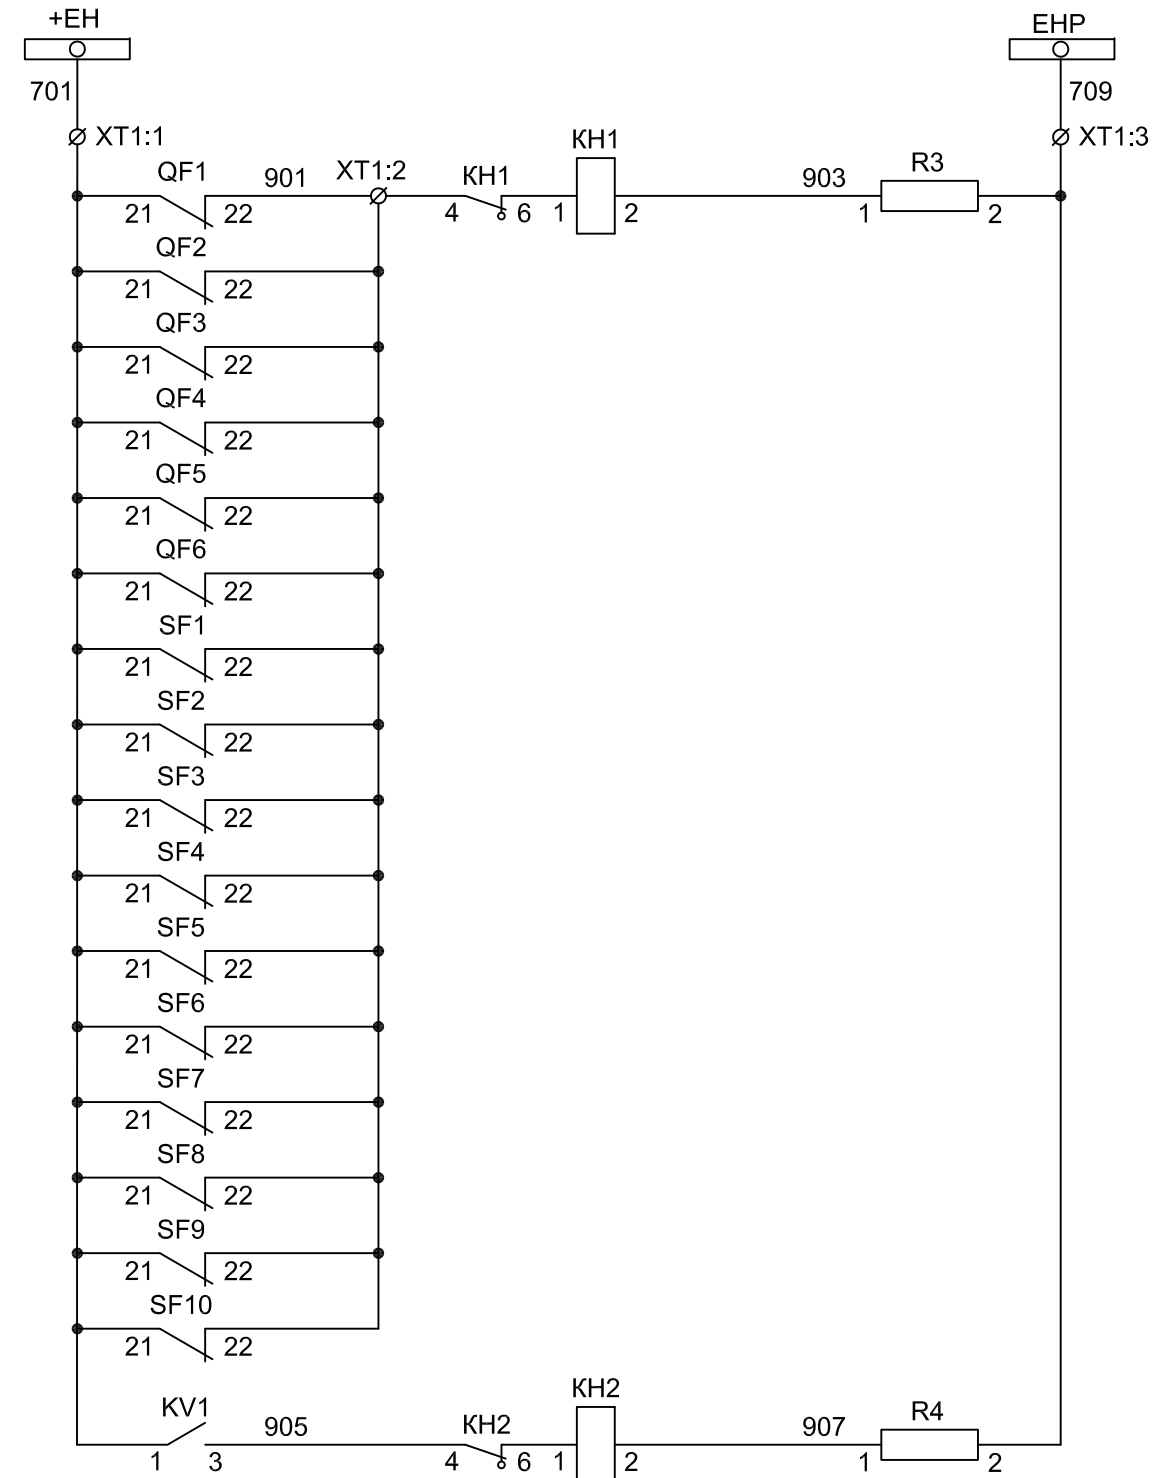 +EH
EHP
701
709
XT1:1
XT1:3
QF1
901
XT1:2
KH1
KH1
903
R3
21
22
4
6
1
2
1
2
QF2
21
22
QF3
21
22
QF4
21
22
QF5
21
22
QF6
21
22
SF1
21
22
SF2
21
22
SF3
21
22
SF4
21
22
SF5
21
22
SF6
21
22
SF7
21
22
SF8
21
22
SF9
21
22
SF10
21
22
KV1
905
KH2
KH2
907
R4
1
3
4
6
1
2
1
2